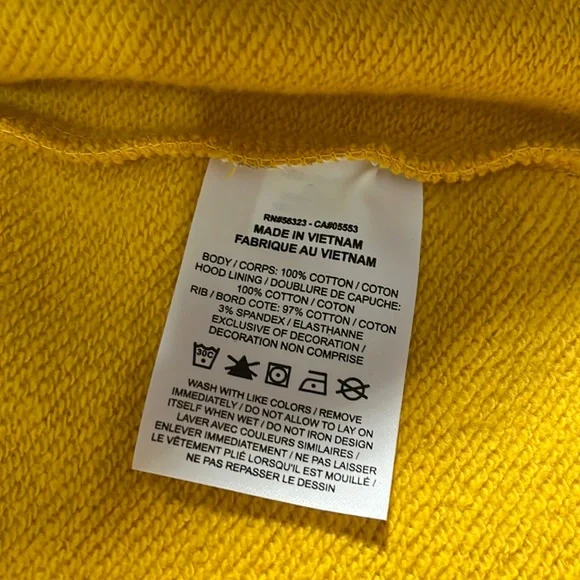 RN#56323 - CA#05553
MADE IN VIETNAM
FABRIQUE AU VIETNAM
BODY / CORPS: 100% COTTON / COTON
HOOD LINING / DOUBLURE DE CAPUCHE:
100% COTTON / COTON
RIB / BORD COTE: 97% COTTON / COTON
3% SPANDEX / ELASTHANNE
EXCLUSIVE OF DECORATION /
DECORATION NON COMPRISE
30C
WASH WITH LIKE COLORS / REMOVE
IMMEDIATELY / DO NOT ALLOW TO LAY ON
ITSELF WHEN WET / DO NOT IRON DESIGN
LAVER AVEC COULEURS SIMILAIRES /
ENLEVER IMMEDIATEMENT / NE PAS LAISSER
LE VÊTEMENT PLIÉ LORSQU'IL EST MOUILLÉ /
NE PAS REPASSER LE DESSIN